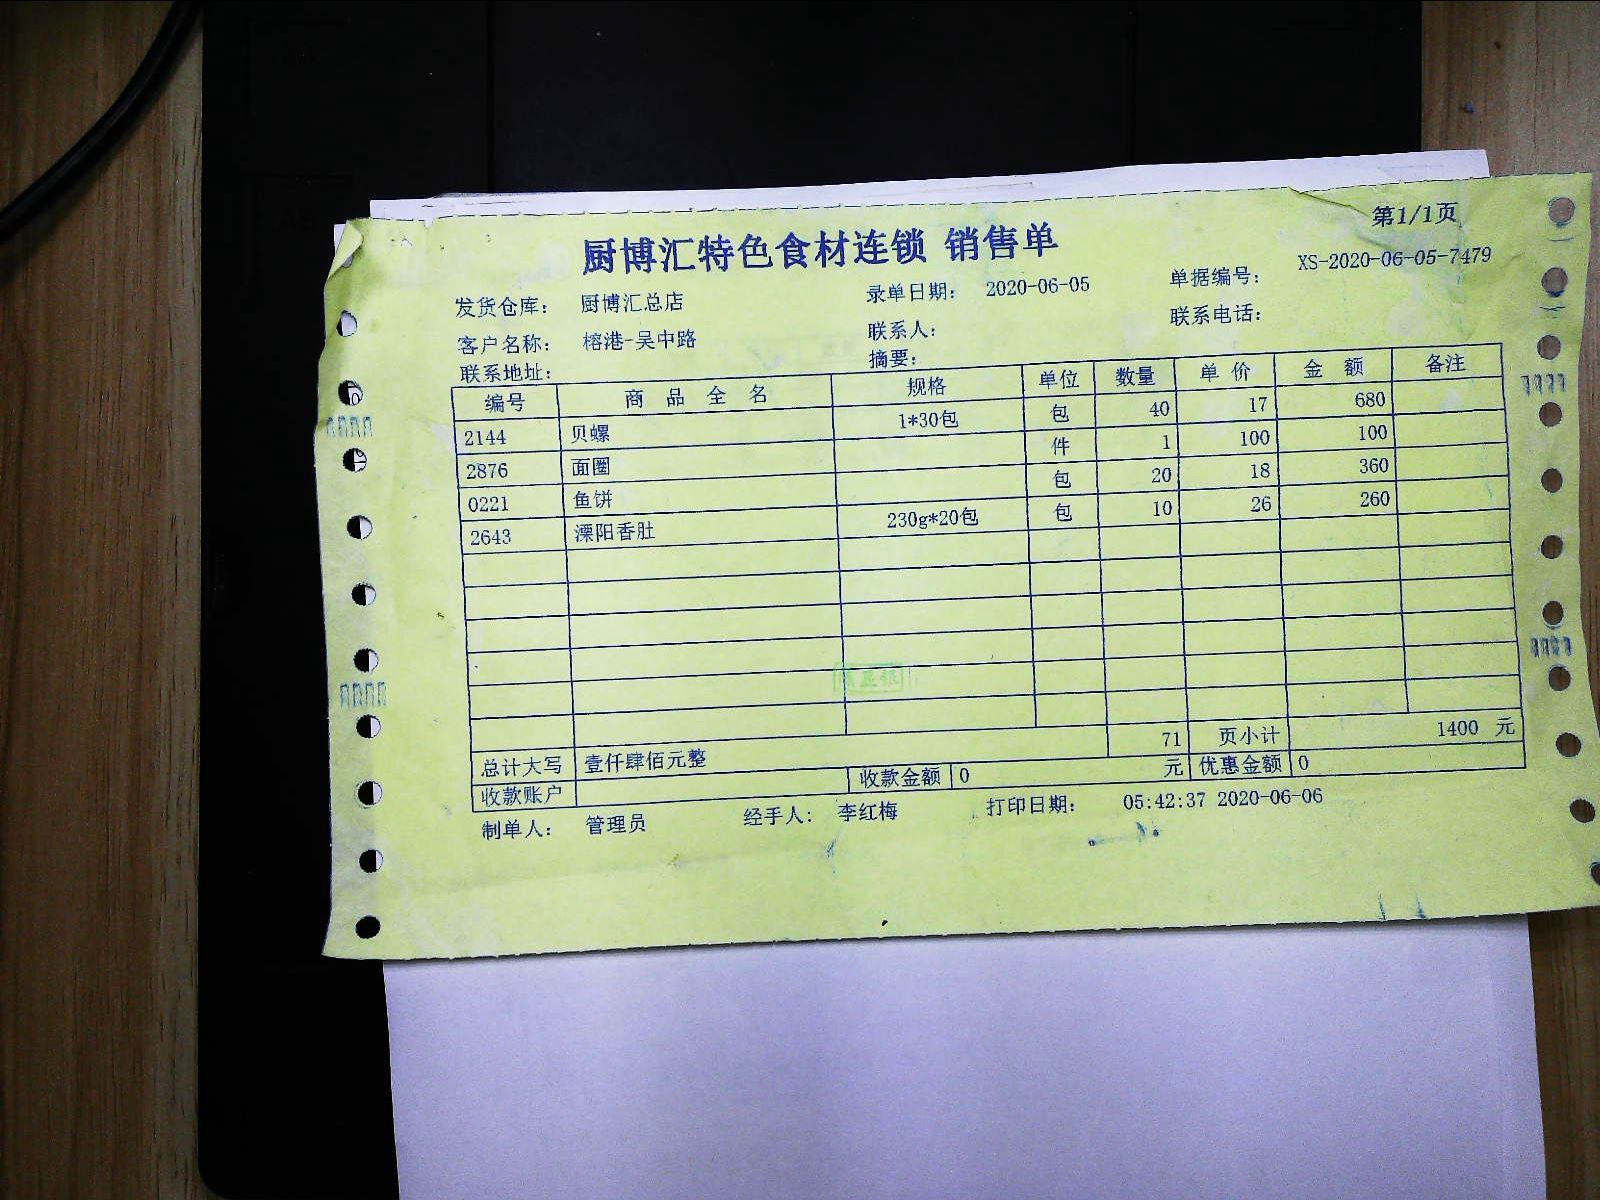 第1/1页
厨博汇特色食材连锁 销售单
发货仓库： 厨博汇总店 录单日期： 2020-06-05 单据编号： XS-2020-06-05-7479
客户名称： 榕港-吴中路 联系人： 联系电话：
联系地址： 摘要：
编号 商 品 全 名 规格 单位 数量 单 价 金 额 备注
2144 贝螺 1*30包 包 40 17 680
2876 面圈 件 1 100 100
0221 鱼饼 包 20 18 360
2643 溧阳香肚 230g*20包 包 10 26 260
总计大写 壹仟肆佰元整 71 页小计 1400 元
收款账户 收款金额 0 元 优惠金额 0
制单人： 管理员 经手人： 李红梅 打印日期： 05:42:37 2020-06-06